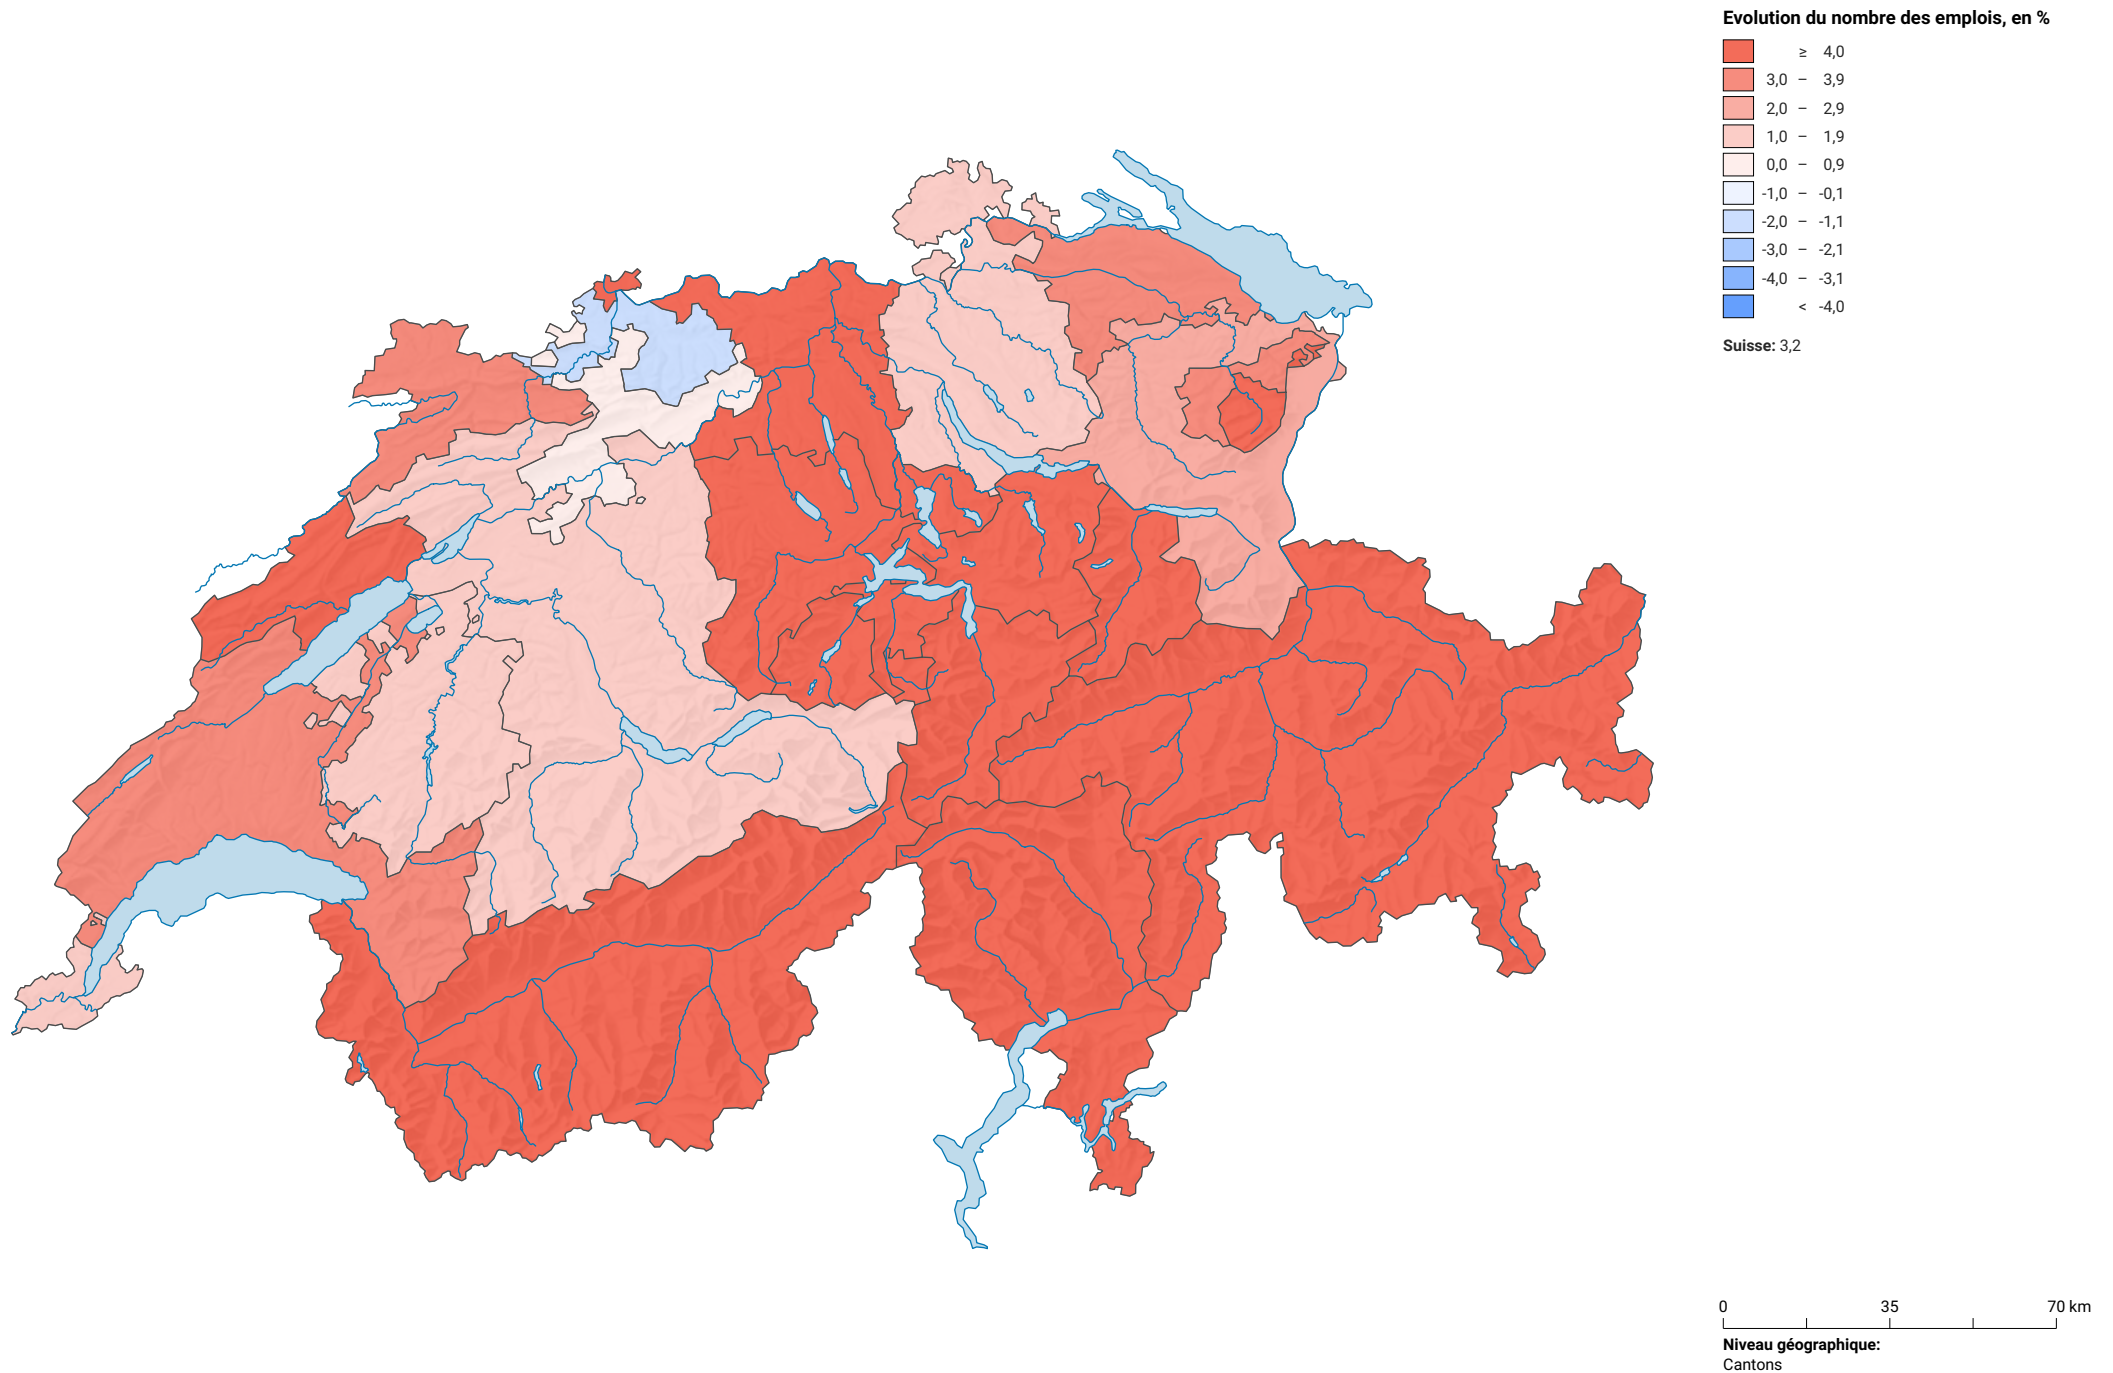 Evolution du nombre des emplois, en %
≥ 4,0
3,0 – 3,9
2,0 – 2,9
1,0 – 1,9
0,0 – 0,9
-1,0 – -0,1
-2,0 – -1,1
-3,0 – -2,1
-4,0 – -3,1
< -4,0
Suisse: 3,2
0 35 70 km
Niveau géographique:
Cantons